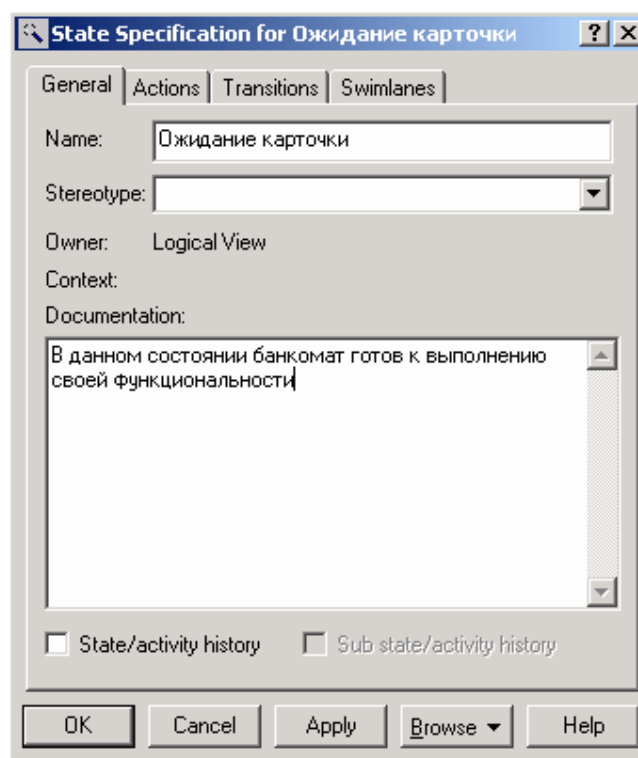 State Specification for Ожидание карточки
General Actions Transitions Swimlanes
Name: Ожидание карточки
Stereotype:
Owner: Logical View
Context:
Documentation:
В данном состоянии банкомат готов к выполнению
своей функциональности
State/activity history Sub state/activity history
OK Cancel Apply Browse Help